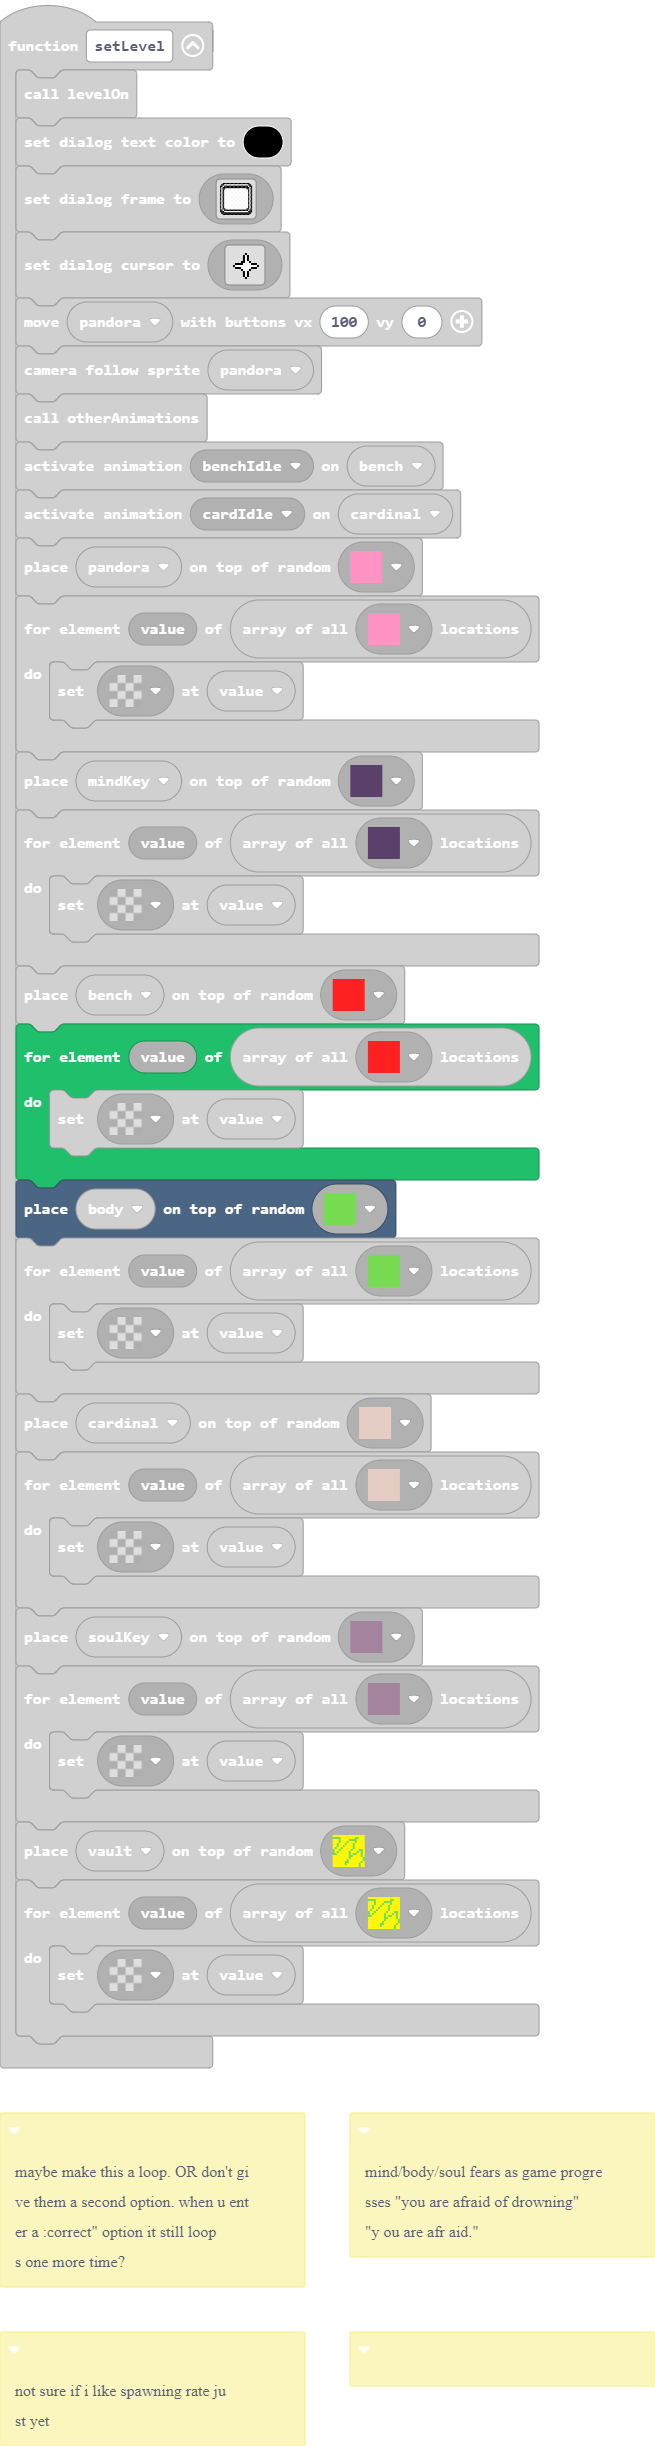 function setLevel
call levelOn
set dialog text color to
set dialog frame to
set dialog cursor to
move pandora with buttons vx 100 vy 0
camera follow sprite pandora
call otherAnimations
activate animation benchIdle on bench
activate animation cardIdle on cardinal
place pandora on top of random
for element value of array of all locations
do
set at value
place mindKey on top of random
for element value of array of all locations
do
set at value
place bench on top of random
for element value of array of all locations
do
set at value
place body on top of random
for element value of array of all locations
do
set at value
place cardinal on top of random
for element value of array of all locations
do
set at value
place soulKey on top of random
for element value of array of all locations
do
set at value
place vault on top of random
for element value of array of all locations
do
set at value
maybe make this a loop. OR don't gi
ve them a second option. when u ent
er a :correct" option it still loop
s one more time?
mind/body/soul fears as game progre
sses "you are afraid of drowning"
"y ou are afr aid."
not sure if i like spawning rate ju
st yet